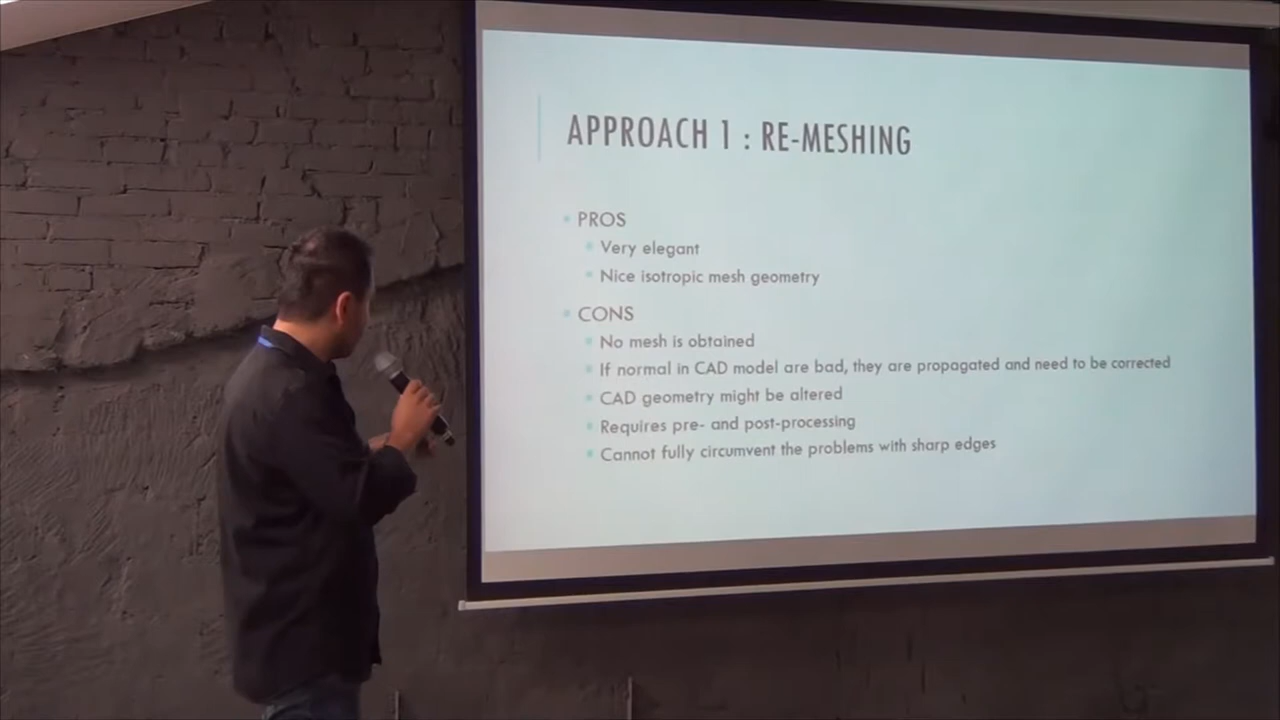 APPROACH 1 : RE-MESHING
PROS
Very elegant
Nice isotropic mesh geometry
CONS
No mesh is obtained
If normal in CAD model are bad, they are propagated and need to be corrected
CAD geometry might be altered
Requires pre- and post-processing
Cannot fully circumvent the problems with sharp edges